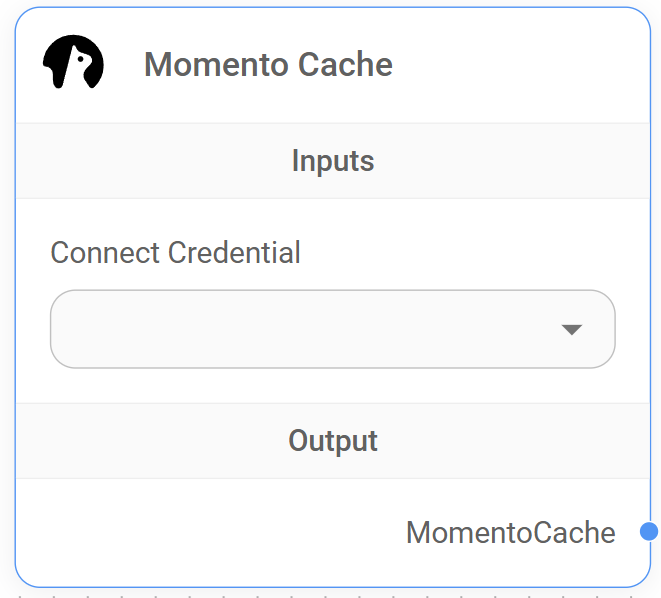 Momento Cache
Inputs
Connect Credential
Output
MomentoCache